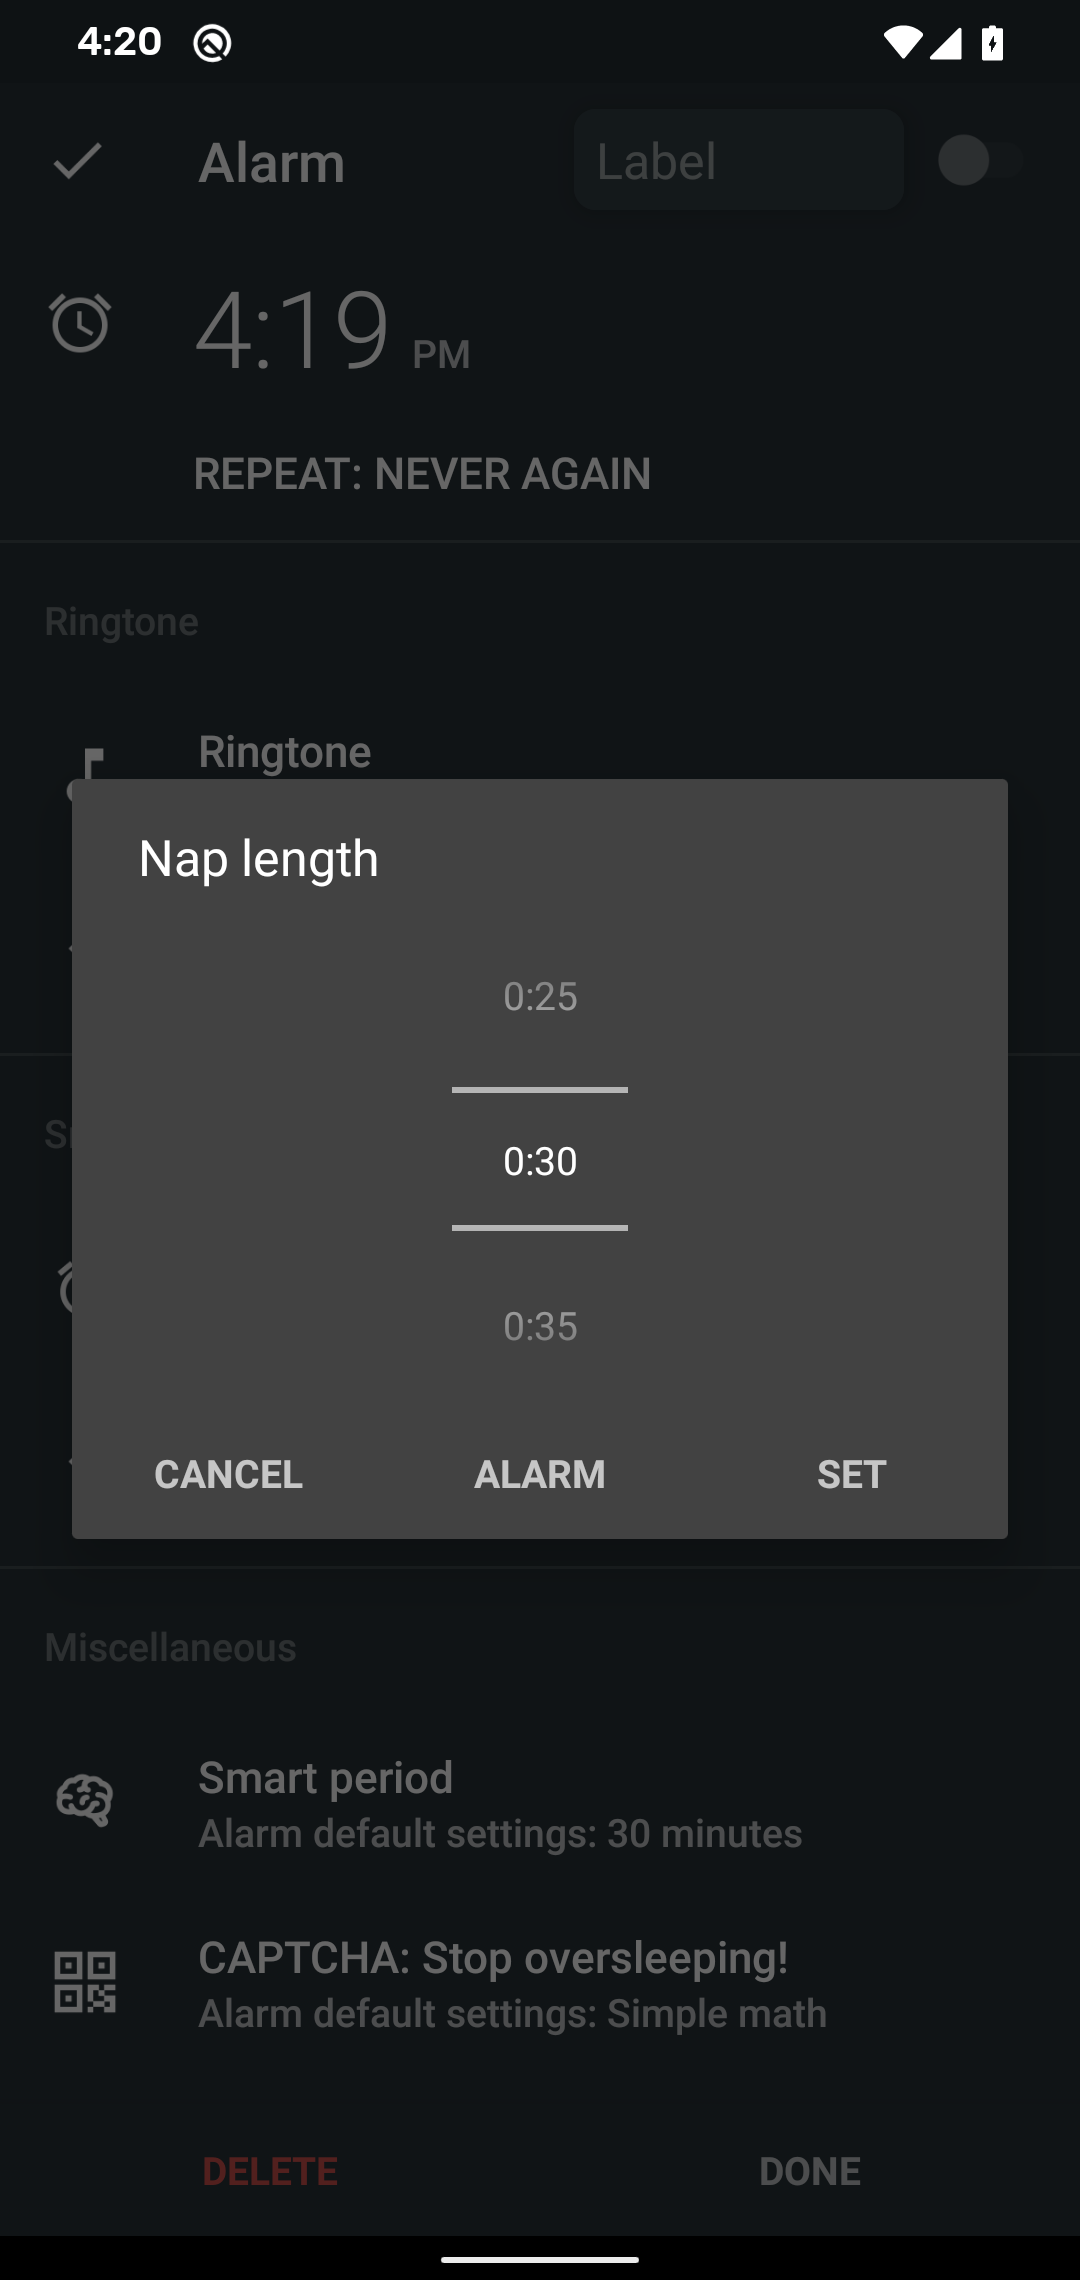 4:20
Alarm
Label
4:19 PM
REPEAT: NEVER AGAIN
Ringtone
Ringtone
Nap length
0:25
0:30
0:35
CANCEL ALARM SET
Miscellaneous
Smart period
Alarm default settings: 30 minutes
CAPTCHA: Stop oversleeping!
Alarm default settings: Simple math
DELETE DONE